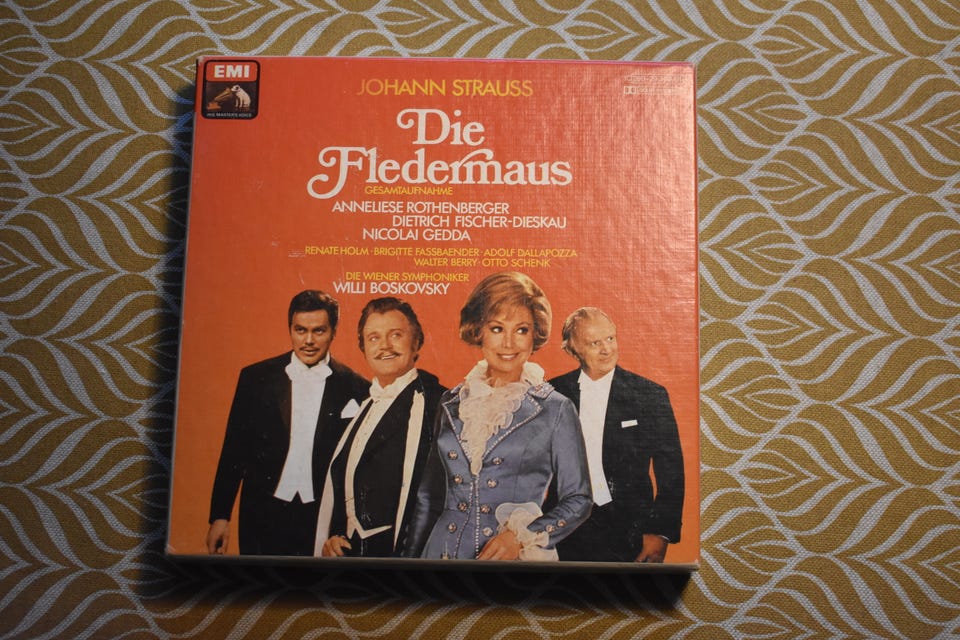 EMI
HIS MASTER'S VOICE
JOHANN STRAUSS
Die
Fledermaus
GESAMTAUFNAHME
ANNELIESE ROTHENBERGER
DIETRICH FISCHER-DIESKAU
NICOLAI GEDDA
RENATE HOLM · BRIGITTE FASSBAENDER · ADOLF DALLAPOZZA
WALTER BERRY · OTTO SCHENK
DIE WIENER SYMPHONIKER
WILLI BOSKOVSKY